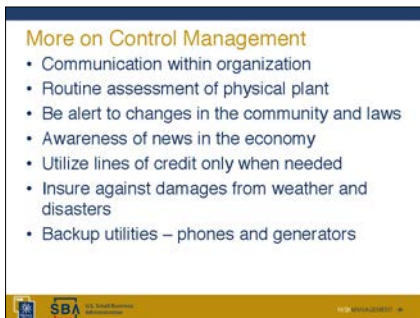 More on Control Management
• Communication within organization
• Routine assessment of physical plant
• Be alert to changes in the community and laws
• Awareness of news in the economy
• Utilize lines of credit only when needed
• Insure against damages from weather and
disasters
• Backup utilities – phones and generators
SBA U.S. Small Business
Administration
MANAGEMENT